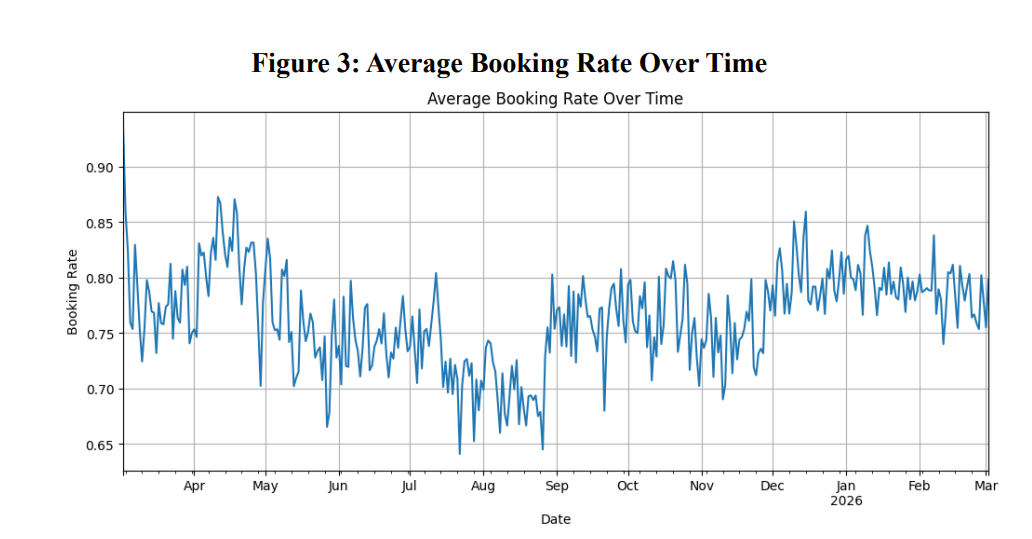 Figure 3: Average Booking Rate Over Time
Average Booking Rate Over Time
Booking Rate
0.90
0.85
0.80
0.75
0.70
0.65
Apr May Jun Jul Aug Sep Oct Nov Dec Jan Feb Mar
2026
Date